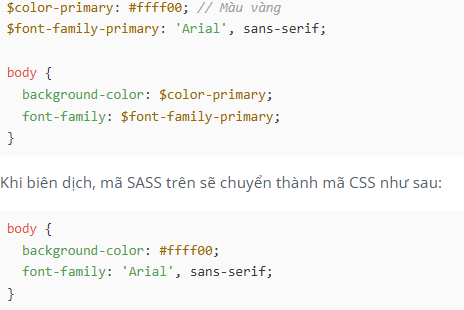 $color-primary: #ffff00; // Màu vàng
$font-family-primary: 'Arial', sans-serif;
body {
background-color: $color-primary;
font-family: $font-family-primary;
}
Khi biên dịch, mã SASS trên sẽ chuyển thành mã CSS như sau:
body {
background-color: #ffff00;
font-family: 'Arial', sans-serif;
}